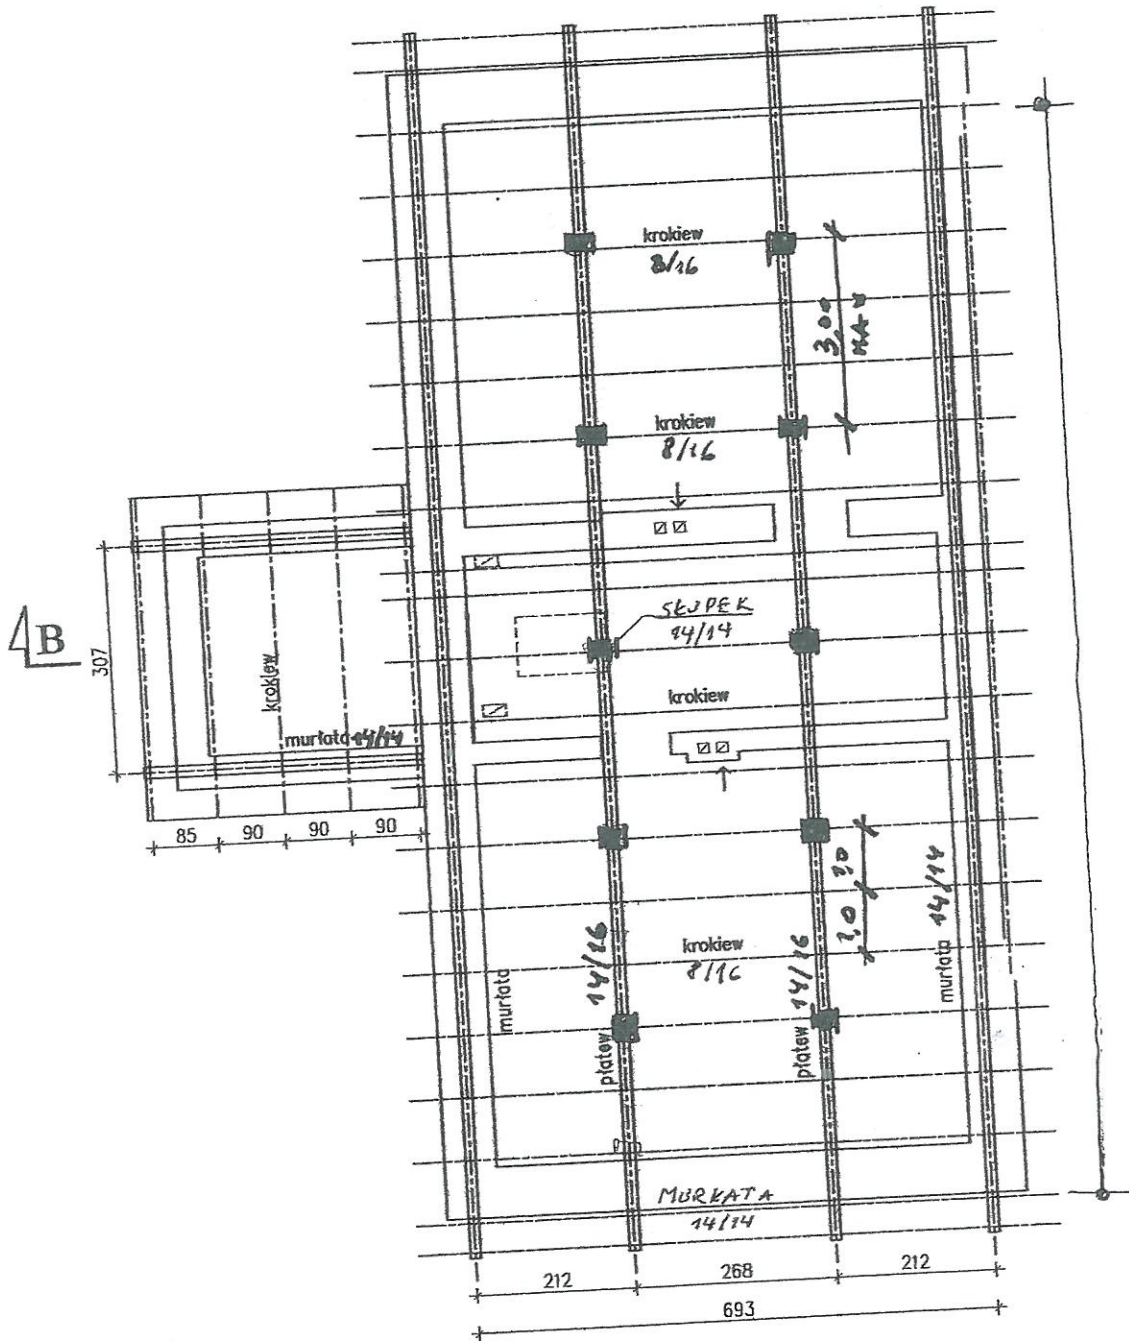 krokiew
8/16
3,00
krokiew
8/16
SŁUPEK
14/14
B
307
krokiew
krokiew
murłata 14/14
85 90 90 90
14/16
krokiew
8/16
14/16
14/14
murłata
płatew
płatew
murłata
MURŁATA
14/14
212 268 212
693